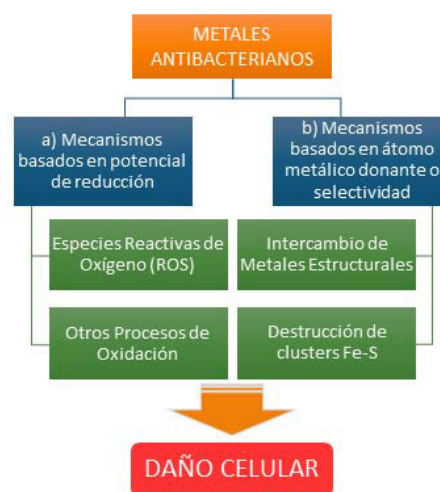 METALES
ANTIBACTERIANOS
a) Mecanismos
basados en potencial
de reducción
b) Mecanismos
basados en átomo
metálico donante o
selectividad
Especies Reactivas de
Oxígeno (ROS)
Intercambio de
Metales Estructurales
Otros Procesos de
Oxidación
Destrucción de
clusters Fe-S
DAÑO CELULAR